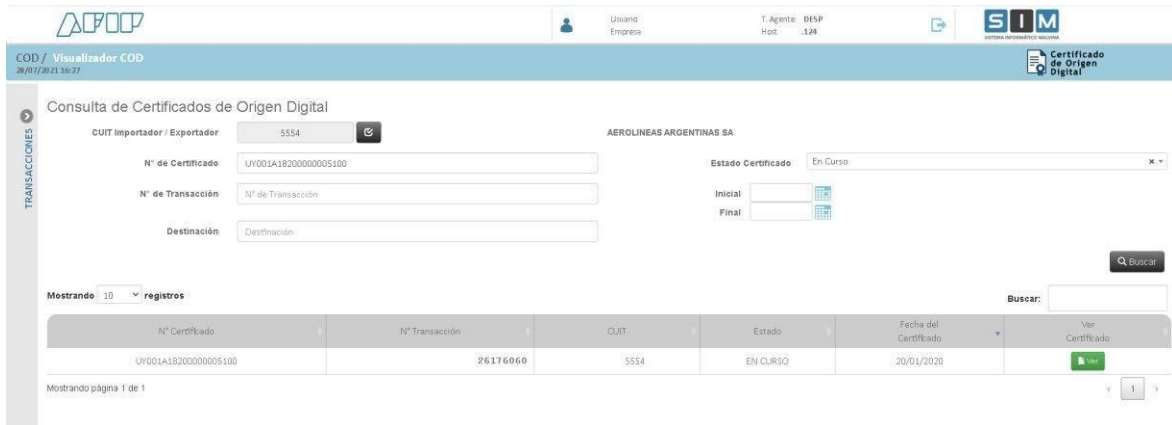 AFIP
Usuario
Empresa
T. Agente DESP
Host .124
SIM
SISTEMA INFORMÁTICO MALVINA
COD / Visualizador COD
28/07/2021 16:27
Certificado
de Origen
Digital
TRANSACCIONES
Consulta de Certificados de Origen Digital
CUIT Importador / Exportador 5554 AEROLINEAS ARGENTINAS SA
N° de Certificado UY001A18200000005100 Estado Certificado En Curso x
N° de Transacción N° de Transacción Inicial
Final
Destinación Destinación
Buscar
Mostrando 10 registros Buscar:
N° Certificado N° Transacción CUIT Estado Fecha del Certificado Ver Certificado
UY001A18200000005100 26176060 5554 EN CURSO 20/01/2020 Ver
Mostrando página 1 de 1 ‹ 1 ›